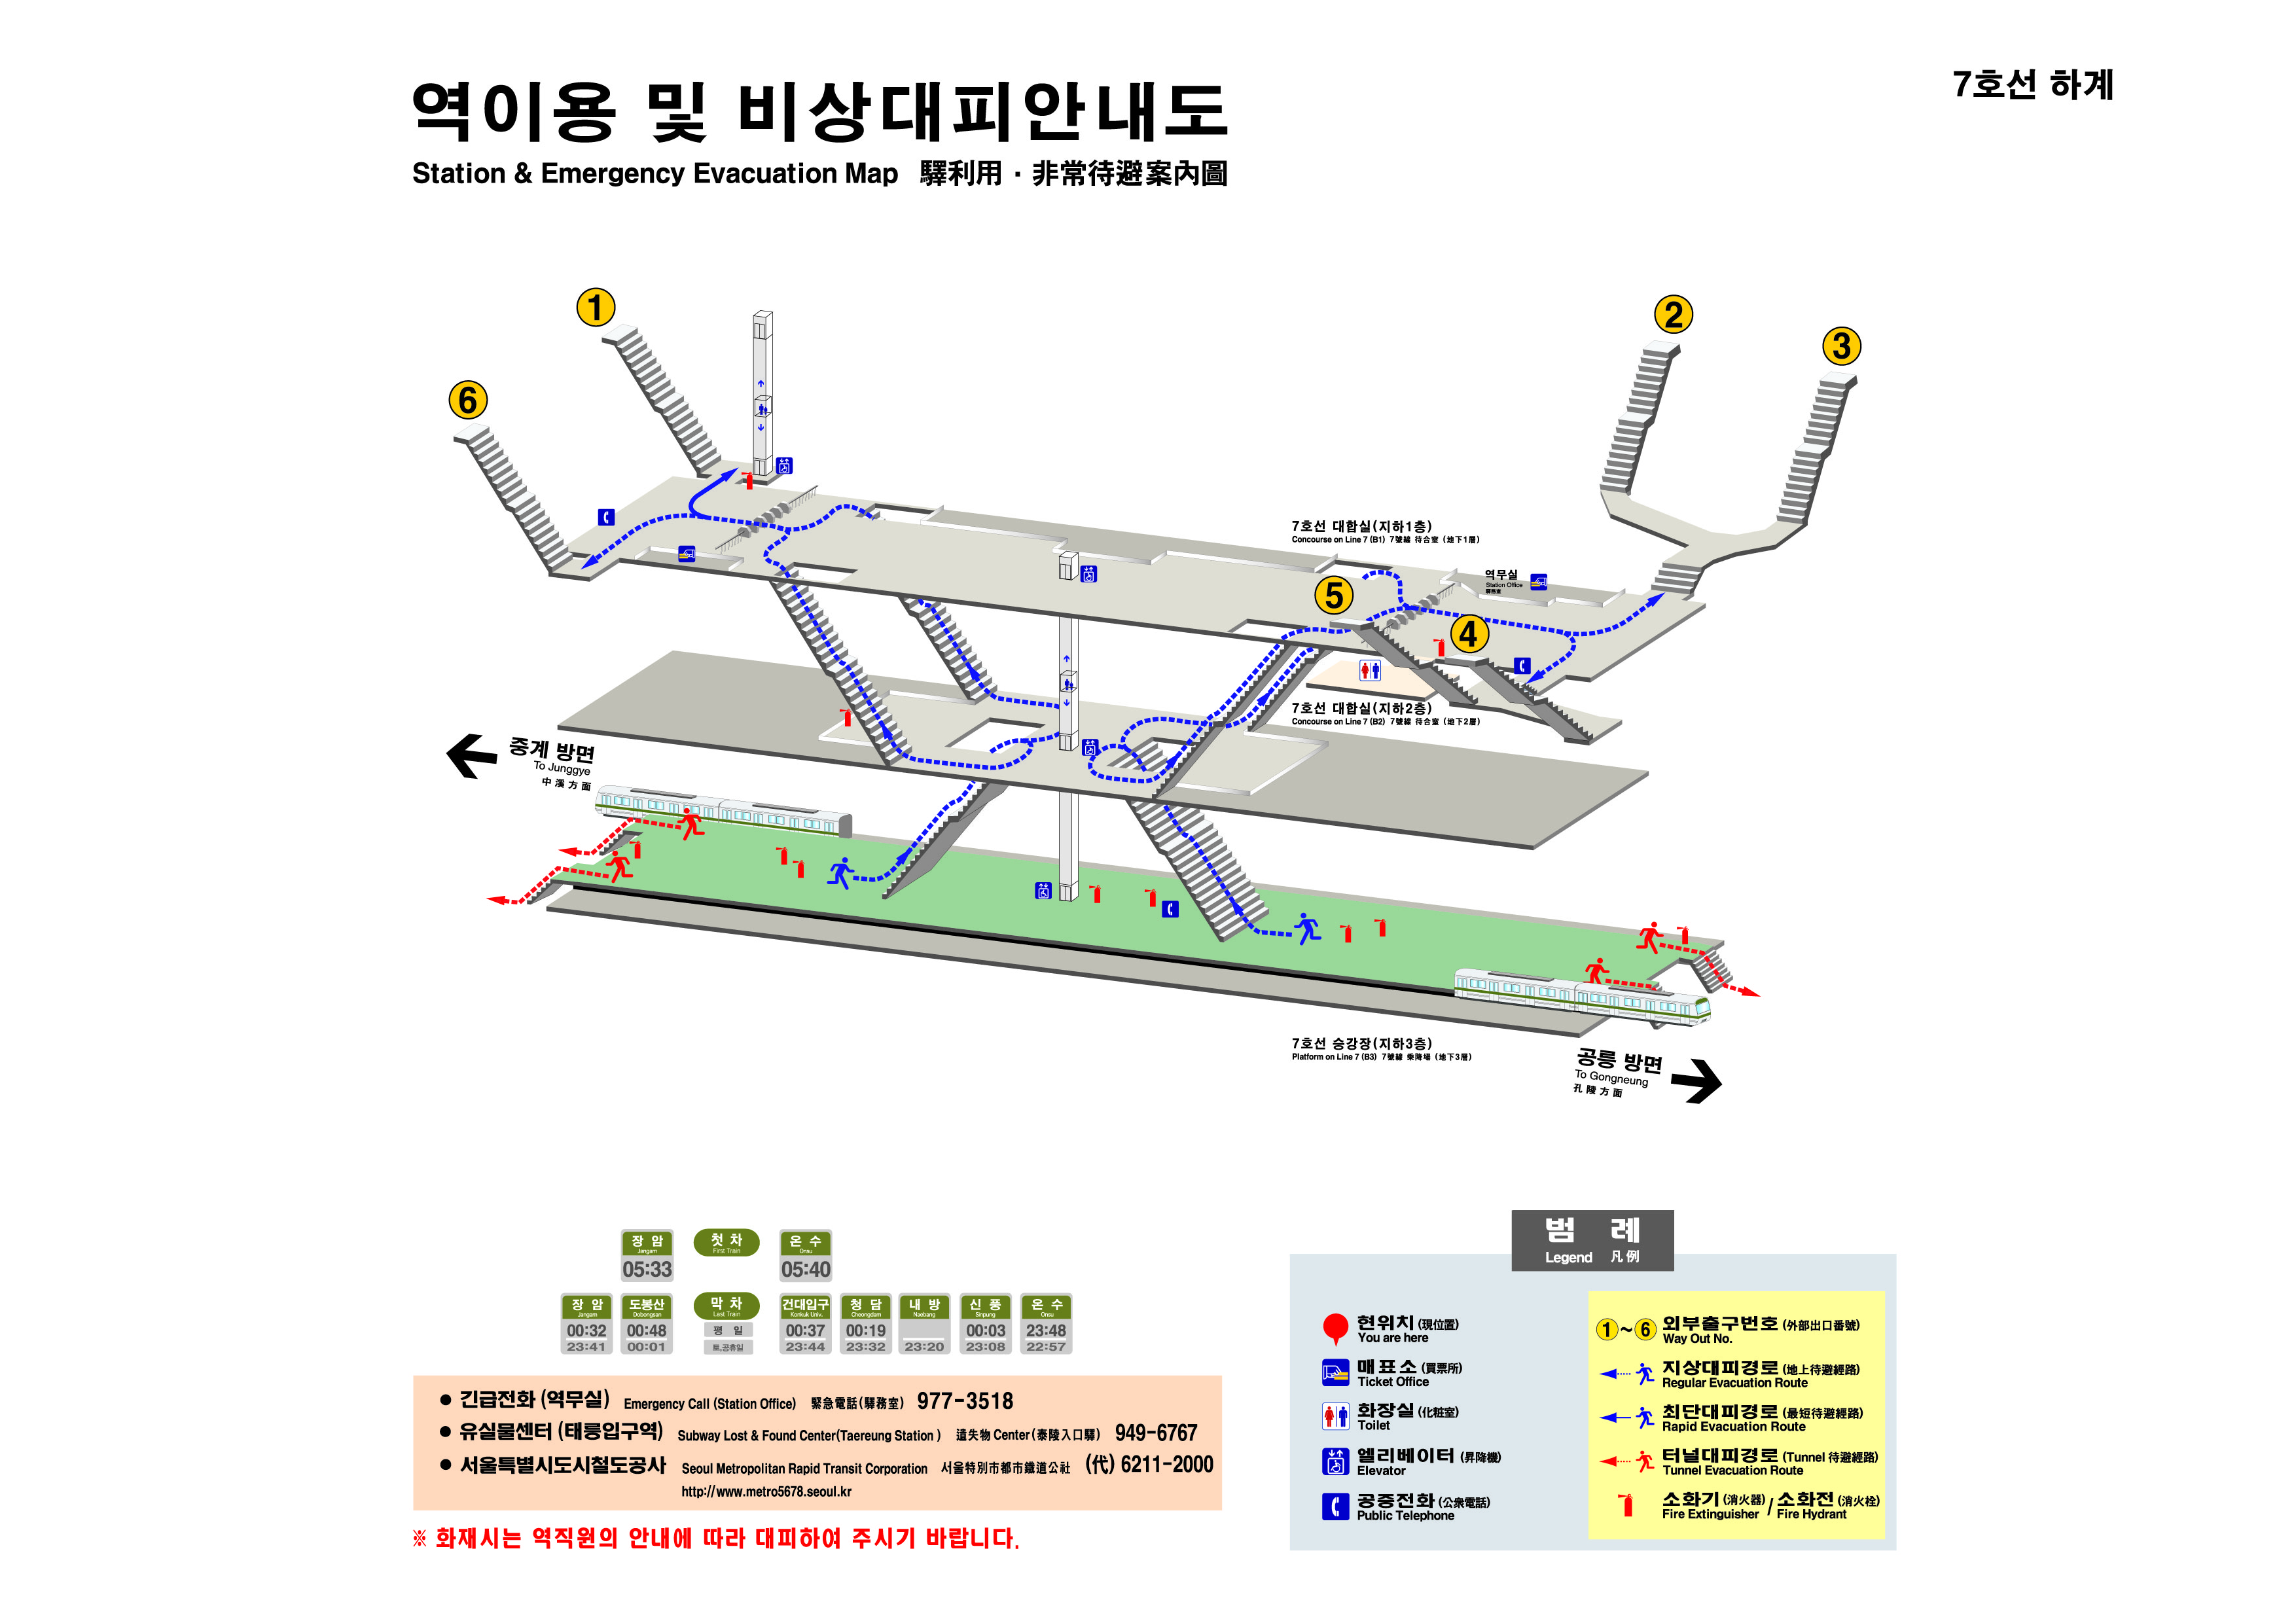 역이용 및 비상대피안내도
Station & Emergency Evacuation Map 驛利用 · 非常待避案內圖
7호선 하계
1
2
3
6
7호선 대합실(지하1층)
Concourse on Line 7 (B1) 7號線 待合室 (地下1層)
역무실
Station Office
驛務室
5
4
7호선 대합실(지하2층)
Concourse on Line 7 (B2) 7號線 待合室 (地下2層)
중계 방면
To Junggye
中溪方面
7호선 승강장(지하3층)
Platform on Line 7 (B3) 7號線 乘降場 (地下3層)
공릉 방면
To Gongneung
孔陵方面
장 암 첫 차 온 수
Jangam First Train Onsu
05:33 05:40
장 암 도봉산 막 차 건대입구 청 담 내 방 신 풍 온 수
Jangam Dobongsan Last Train Konkuk Univ. Cheongdam Naebang Sinpung Onsu
00:32 00:48 평 일 00:37 00:19 00:03 23:48
23:41 00:01 토,공휴일 23:44 23:32 23:20 23:08 22:57
● 긴급전화 (역무실) Emergency Call (Station Office) 緊急電話(驛務室) 977-3518
● 유실물센터 (태릉입구역) Subway Lost & Found Center(Taereung Station ) 遺失物 Center(泰陵入口驛) 949-6767
● 서울특별시도시철도공사 Seoul Metropolitan Rapid Transit Corporation 서울特別市都市鐵道公社 (代) 6211-2000
http://www.metro5678.seoul.kr
※ 화재시는 역직원의 안내에 따라 대피하여 주시기 바랍니다.
범 례
Legend 凡例
현위치 (現位置)
You are here
매표소 (買票所)
Ticket Office
화장실 (化粧室)
Toilet
엘리베이터 (昇降機)
Elevator
공중전화 (公衆電話)
Public Telephone
1 ~ 6 외부출구번호 (外部出口番號)
Way Out No.
지상대피경로 (地上待避經路)
Regular Evacuation Route
최단대피경로 (最短待避經路)
Rapid Evacuation Route
터널대피경로 (Tunnel 待避經路)
Tunnel Evacuation Route
소화기 (消火器) / 소화전 (消火栓)
Fire Extinguisher / Fire Hydrant